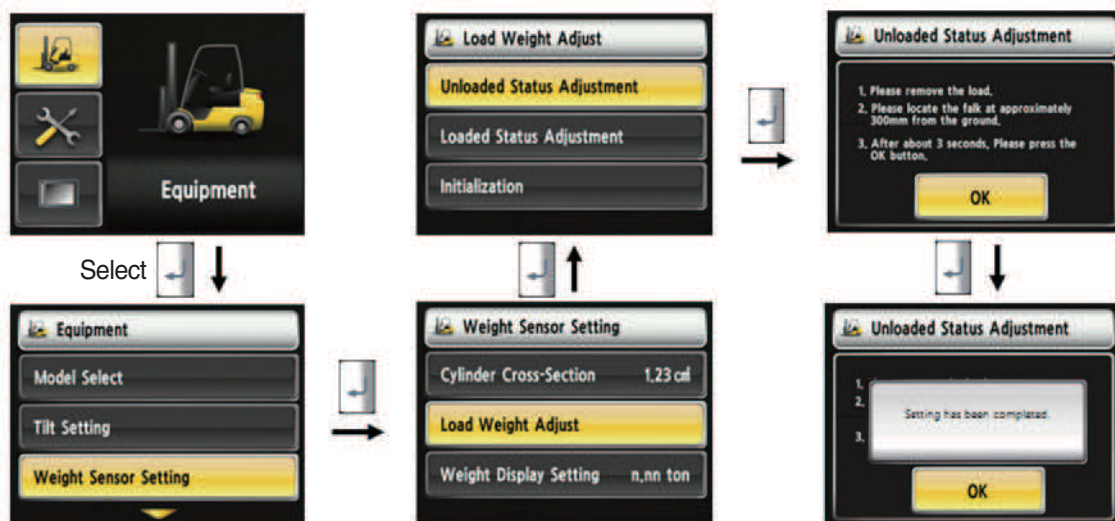 Equipment
Select
Equipment
Model Select
Tilt Setting
Weight Sensor Setting
Weight Sensor Setting
Cylinder Cross-Section 1.23 ㎠
Load Weight Adjust
Weight Display Setting n.nn ton
Load Weight Adjust
Unloaded Status Adjustment
Loaded Status Adjustment
Initialization
Unloaded Status Adjustment
1. Please remove the load.
2. Please locate the falk at approximately
300mm from the ground.
3. After about 3 seconds, Please press the
OK button.
OK
Unloaded Status Adjustment
1.
2.
3.
Setting has been completed.
OK